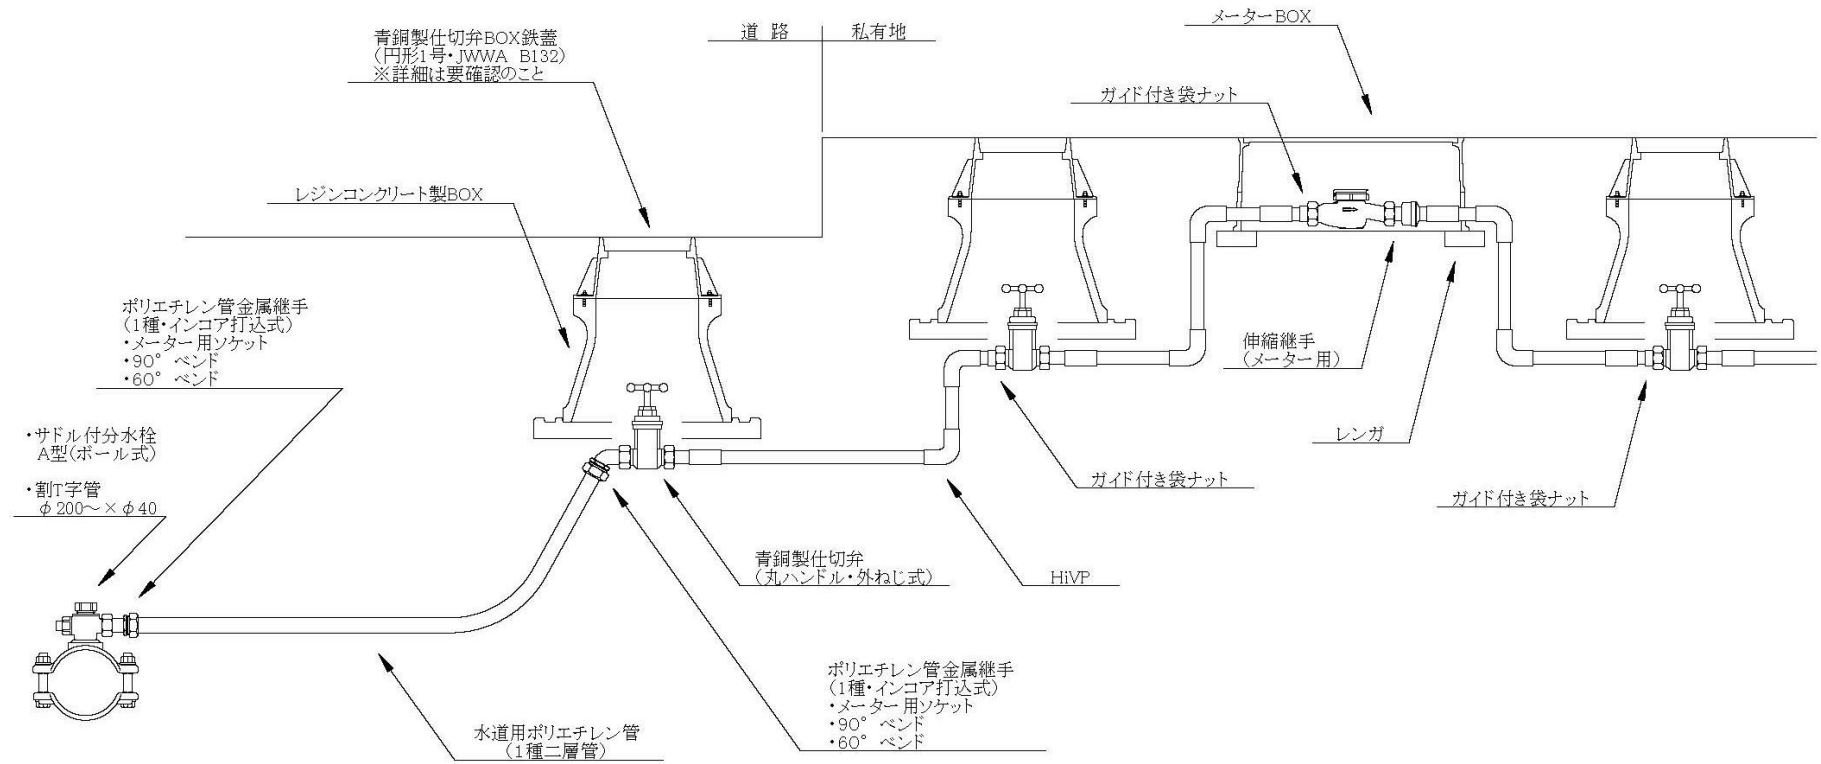 青銅製仕切弁BOX鉄蓋
（円形1号・JWWA B132）
※詳細は要確認のこと
道 路
私有地
メーターBOX
ガイド付き袋ナット
レジンコンクリート製BOX
ポリエチレン管金属継手
（1種・インコア打込式）
・メーター用ソケット
・90° ベンド
・60° ベンド
・サドル付分水栓
A型(ボール式)
・割T字管
φ200～×φ40
伸縮継手
（メーター用）
レンガ
ガイド付き袋ナット
ガイド付き袋ナット
青銅製仕切弁
（丸ハンドル・外ねじ式）
HiVP
ポリエチレン管金属継手
（1種・インコア打込式）
・メーター用ソケット
・90° ベンド
・60° ベンド
水道用ポリエチレン管
（1種二層管）